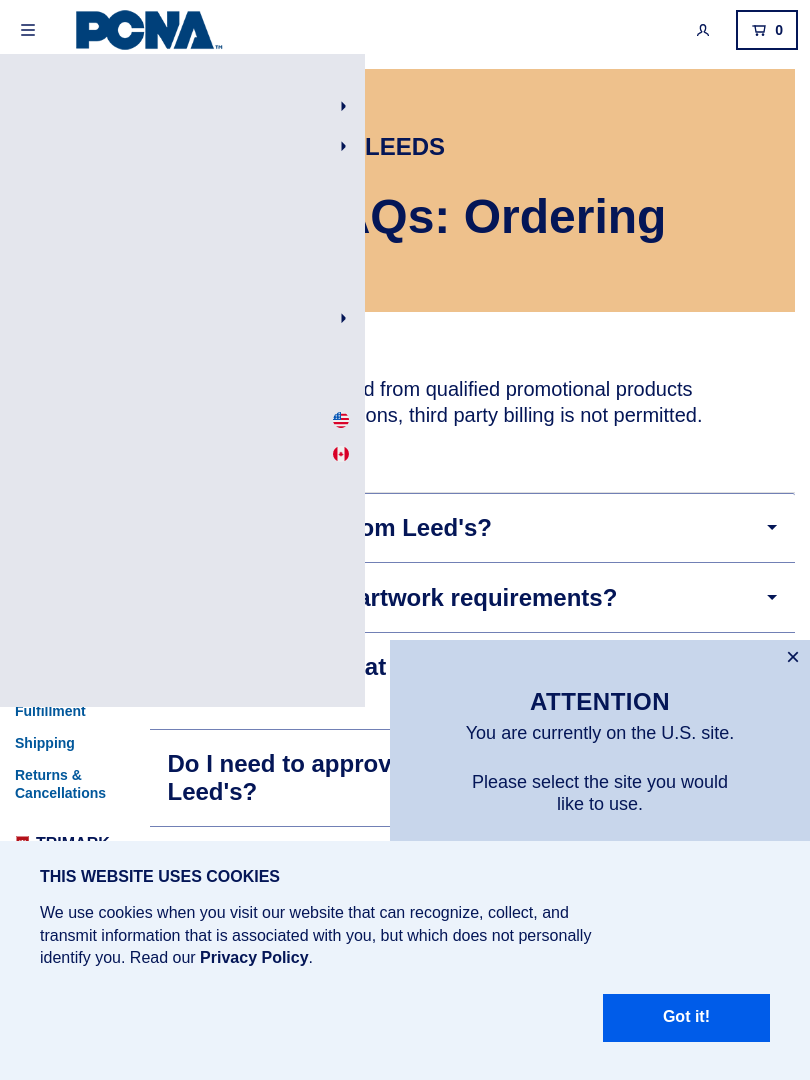 PCNA™
0
LEEDS
AQs: Ordering
d from qualified promotional products
ons, third party billing is not permitted.
om Leed's?
artwork requirements?
at
×
ATTENTION
You are currently on the U.S. site.
Please select the site you would
like to use.
Fulfillment
Shipping
Returns &
Cancellations
Do I need to approv
Leed's?
TRIMARK
THIS WEBSITE USES COOKIES
We use cookies when you visit our website that can recognize, collect, and
transmit information that is associated with you, but which does not personally
identify you. Read our Privacy Policy.
Got it!